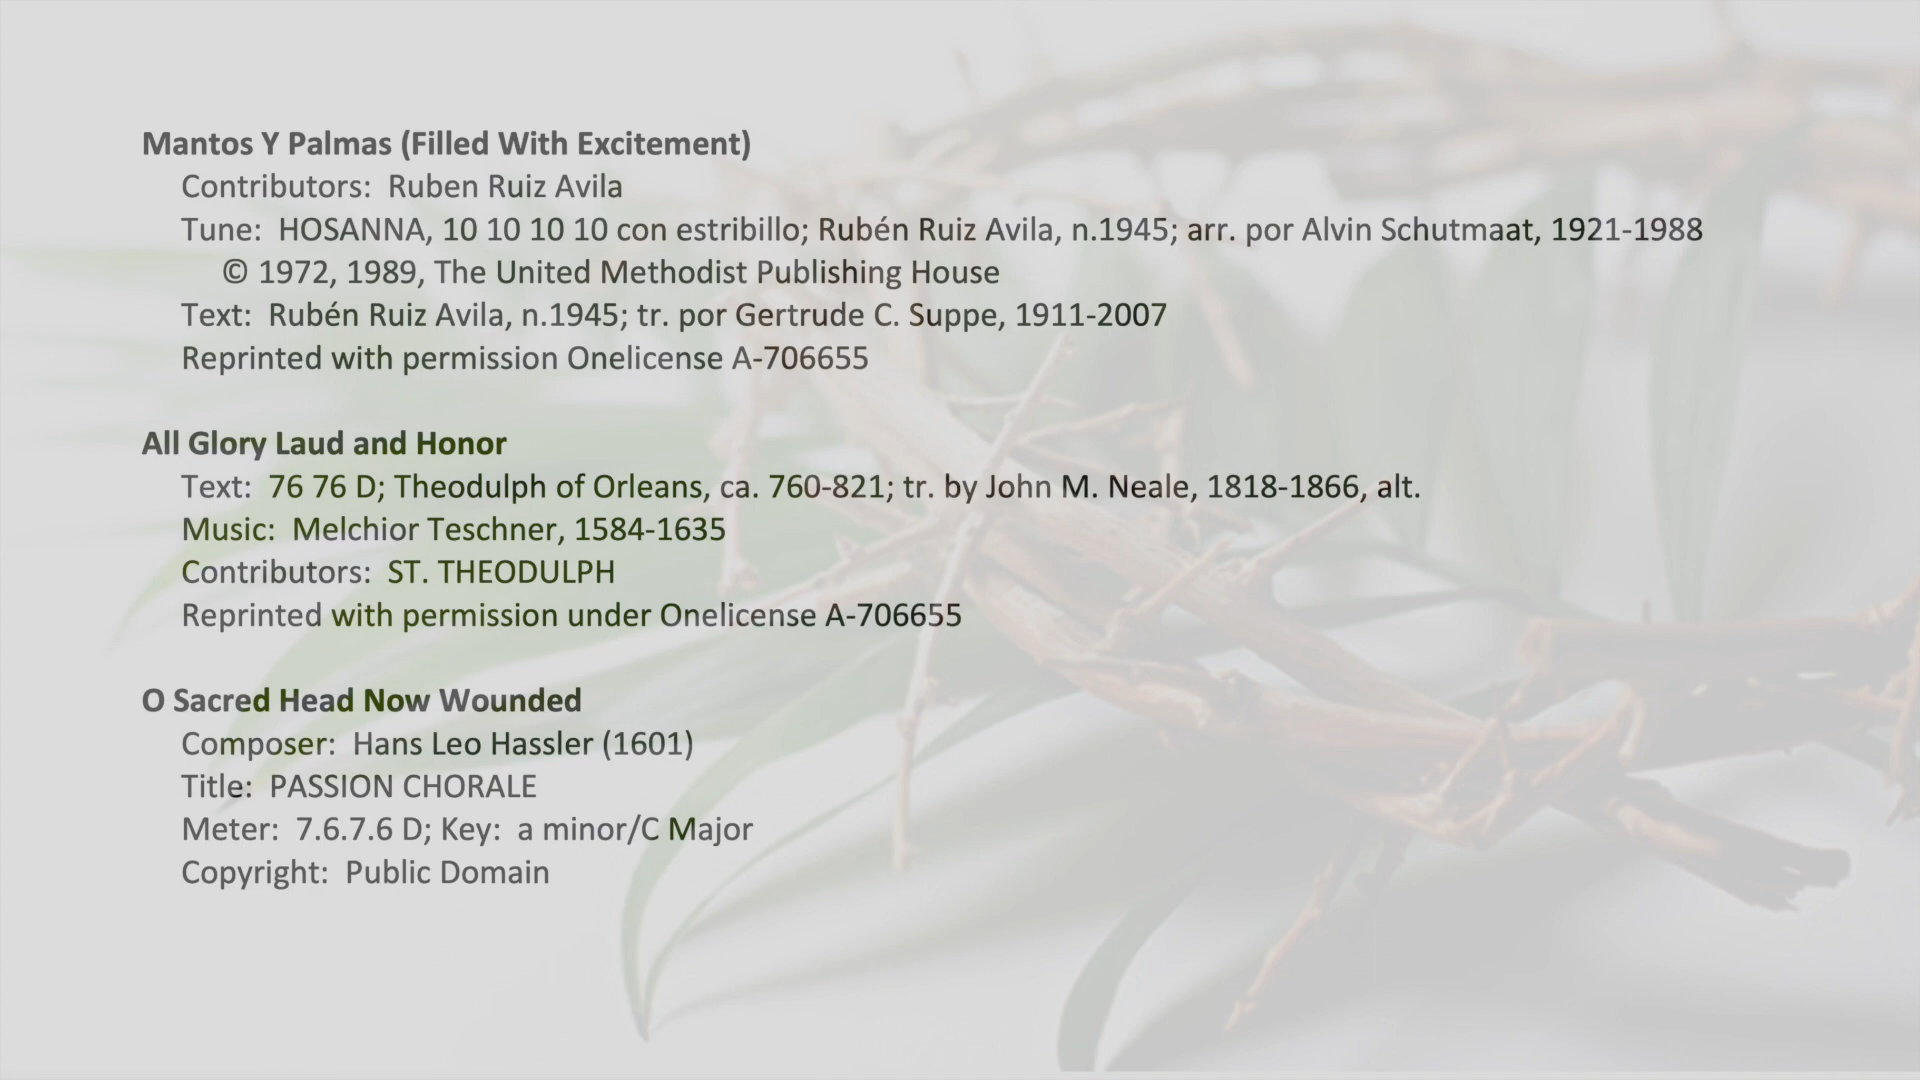 Mantos Y Palmas (Filled With Excitement)
Contributors: Ruben Ruiz Avila
Tune: HOSANNA, 10 10 10 10 con estribillo; Rubén Ruiz Avila, n.1945; arr. por Alvin Schutmaat, 1921-1988
© 1972, 1989, The United Methodist Publishing House
Text: Rubén Ruiz Avila, n.1945; tr. por Gertrude C. Suppe, 1911-2007
Reprinted with permission Onelicense A-706655
All Glory Laud and Honor
Text: 76 76 D; Theodulph of Orleans, ca. 760-821; tr. by John M. Neale, 1818-1866, alt.
Music: Melchior Teschner, 1584-1635
Contributors: ST. THEODULPH
Reprinted with permission under Onelicense A-706655
O Sacred Head Now Wounded
Composer: Hans Leo Hassler (1601)
Title: PASSION CHORALE
Meter: 7.6.7.6 D; Key: a minor/C Major
Copyright: Public Domain